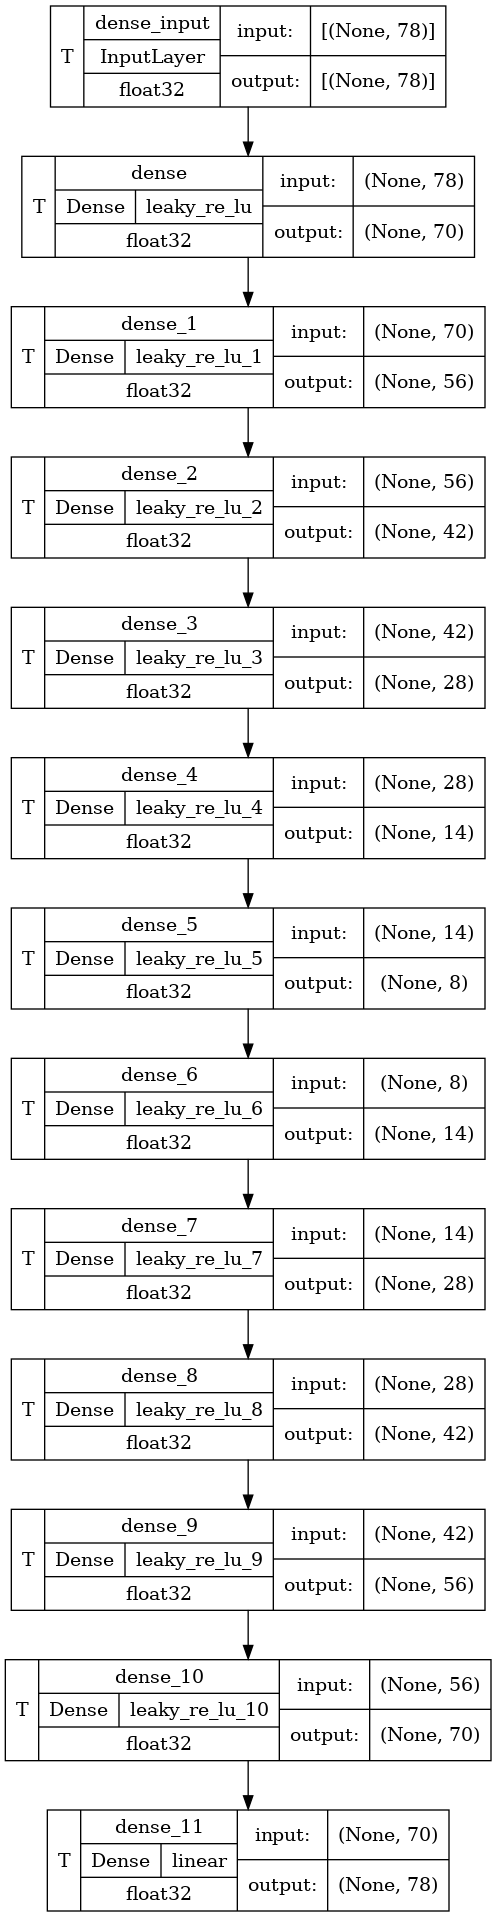 dense_input
input:
[(None, 78)]
T
InputLayer
float32
output:
[(None, 78)]
dense
input:
(None, 78)
T
Dense
leaky_re_lu
float32
output:
(None, 70)
dense_1
input:
(None, 70)
T
Dense
leaky_re_lu_1
float32
output:
(None, 56)
dense_2
input:
(None, 56)
T
Dense
leaky_re_lu_2
float32
output:
(None, 42)
dense_3
input:
(None, 42)
T
Dense
leaky_re_lu_3
float32
output:
(None, 28)
dense_4
input:
(None, 28)
T
Dense
leaky_re_lu_4
float32
output:
(None, 14)
dense_5
input:
(None, 14)
T
Dense
leaky_re_lu_5
float32
output:
(None, 8)
dense_6
input:
(None, 8)
T
Dense
leaky_re_lu_6
float32
output:
(None, 14)
dense_7
input:
(None, 14)
T
Dense
leaky_re_lu_7
float32
output:
(None, 28)
dense_8
input:
(None, 28)
T
Dense
leaky_re_lu_8
float32
output:
(None, 42)
dense_9
input:
(None, 42)
T
Dense
leaky_re_lu_9
float32
output:
(None, 56)
dense_10
input:
(None, 56)
T
Dense
leaky_re_lu_10
float32
output:
(None, 70)
dense_11
input:
(None, 70)
T
Dense
linear
float32
output:
(None, 78)